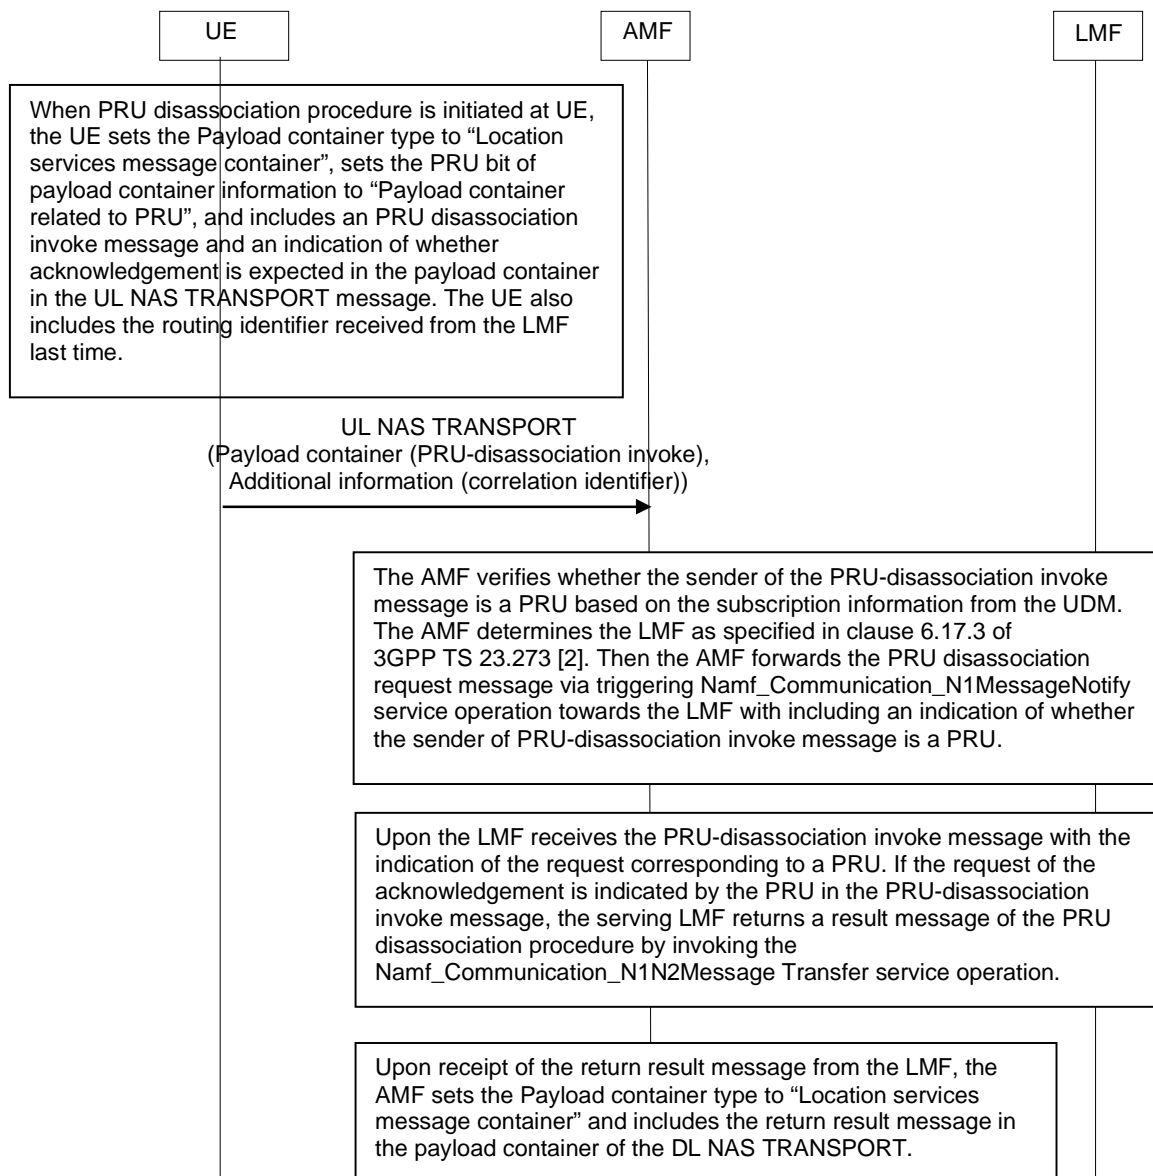 UE
AMF
LMF
When PRU disassociation procedure is initiated at UE,
the UE sets the Payload container type to “Location
services message container”, sets the PRU bit of
payload container information to “Payload container
related to PRU”, and includes an PRU disassociation
invoke message and an indication of whether
acknowledgement is expected in the payload container
in the UL NAS TRANSPORT message. The UE also
includes the routing identifier received from the LMF
last time.
UL NAS TRANSPORT
(Payload container (PRU-disassociation invoke),
Additional information (correlation identifier))
The AMF verifies whether the sender of the PRU-disassociation invoke
message is a PRU based on the subscription information from the UDM.
The AMF determines the LMF as specified in clause 6.17.3 of
3GPP TS 23.273 [2]. Then the AMF forwards the PRU disassociation
request message via triggering Namf_Communication_N1MessageNotify
service operation towards the LMF with including an indication of whether
the sender of PRU-disassociation invoke message is a PRU.
Upon the LMF receives the PRU-disassociation invoke message with the
indication of the request corresponding to a PRU. If the request of the
acknowledgement is indicated by the PRU in the PRU-disassociation
invoke message, the serving LMF returns a result message of the PRU
disassociation procedure by invoking the
Namf_Communication_N1N2Message Transfer service operation.
Upon receipt of the return result message from the LMF, the
AMF sets the Payload container type to “Location services
message container” and includes the return result message in
the payload container of the DL NAS TRANSPORT.